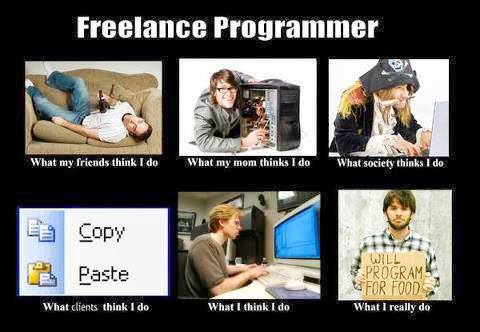 Freelance Programmer
What my friends think I do
What my mom thinks I do
What society thinks I do
Copy
Paste
WILL
PROGRAM
FOR FOOD
What clients think I do
What I think I do
What I really do